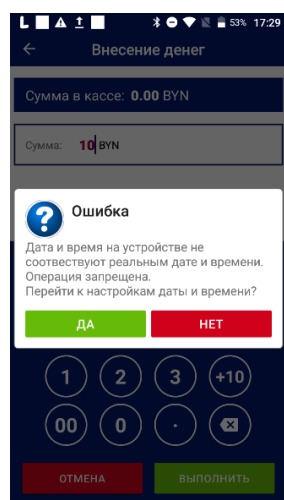 53% 17:29
Внесение денег
Сумма в кассе: 0.00 BYN
Сумма: 10 BYN
Ошибка
Дата и время на устройстве не
соотвествуют реальным дате и времени.
Операция запрещена.
Перейти к настройкам даты и времени?
ДА НЕТ
1 2 3 +10
00 0 .
ОТМЕНА ВЫПОЛНИТЬ